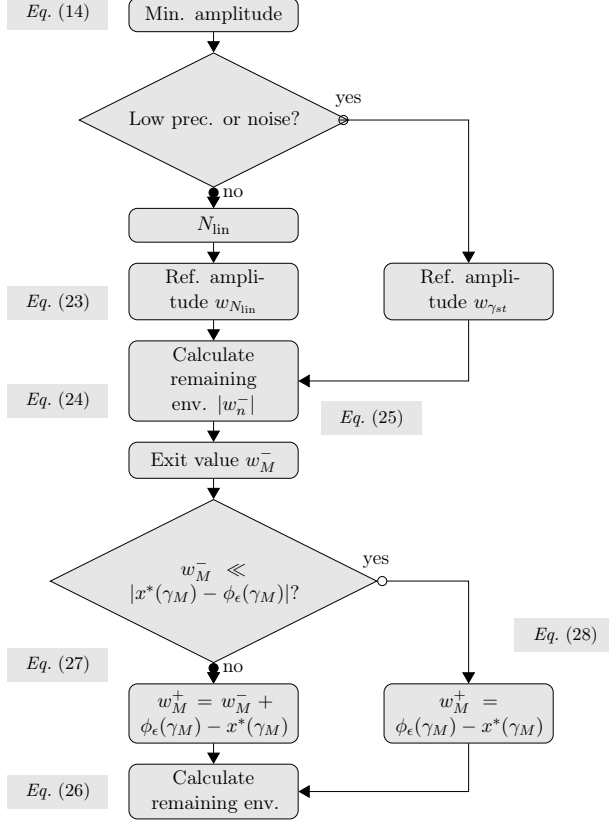 Eq. (14)
Min. amplitude
Low prec. or noise?
yes
no
N_lin
Eq. (23)
Ref. ampli-
tude w_{N_lin}
Ref. ampli-
tude w_{γ_{st}}
Calculate
remaining
env. |w_n^-|
Eq. (24)
Eq. (25)
Exit value w_M^-
w_M^- ≪
|x*(γ_M) − ϕ_ϵ(γ_M)|?
yes
no
Eq. (28)
Eq. (27)
w_M^+ = w_M^- +
ϕ_ϵ(γ_M) − x*(γ_M)
w_M^+ =
ϕ_ϵ(γ_M) − x*(γ_M)
Eq. (26)
Calculate
remaining env.